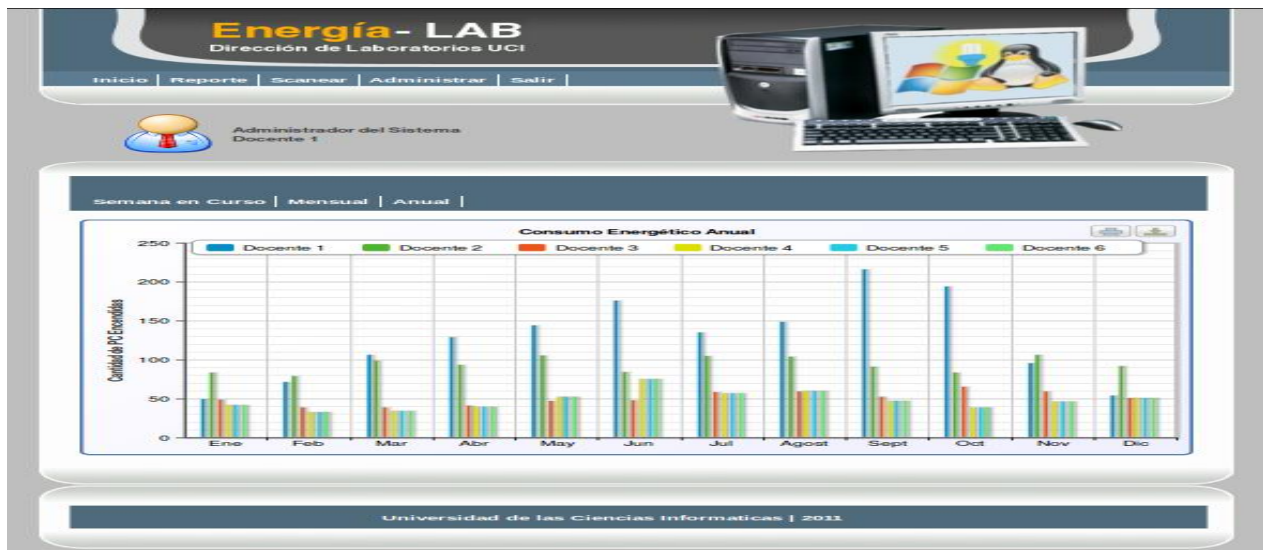 Energía- LAB
Dirección de Laboratorios UCI
Inicio | Reporte | Scanear | Administrar | Salir |
Administrador del Sistema
Docente 1
Semana en Curso | Mensual | Anual |
Consumo Energético Anual
Docente 1 Docente 2 Docente 3 Docente 4 Docente 5 Docente 6
Cantidad de PC Encendidas
250
200
150
100
50
0
Ene Feb Mar Abr May Jun Jul Agost Sept Oct Nov Dic
Universidad de las Ciencias Informaticas | 2011